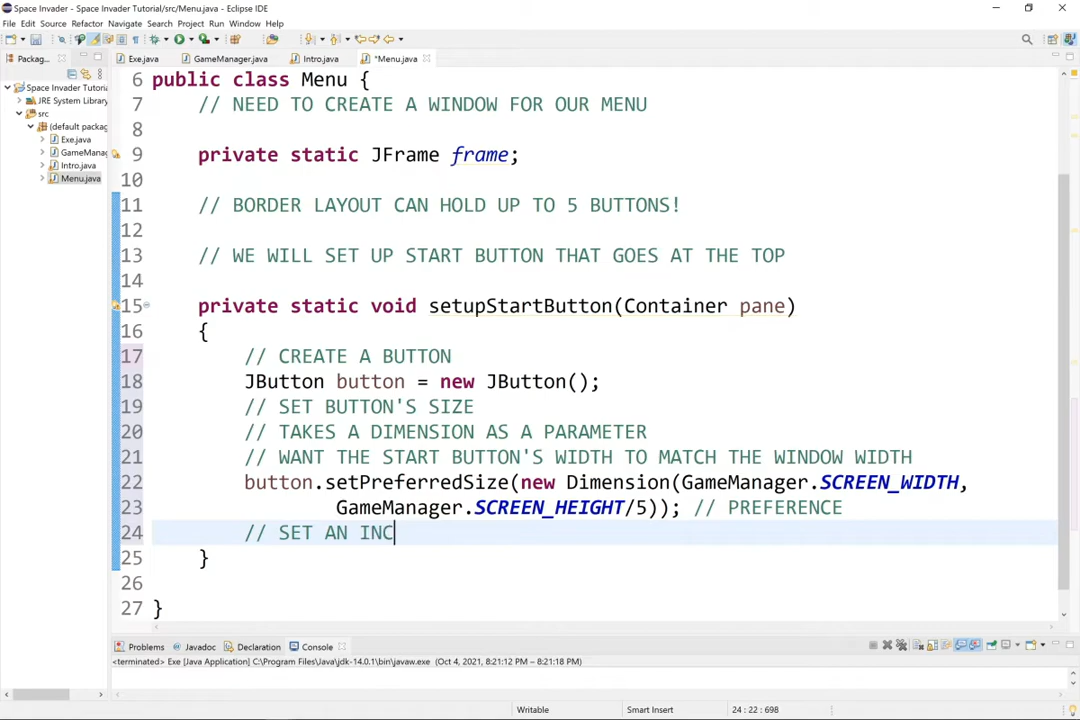 Space Invader - Space Invader Tutorial/src/Menu.java - Eclipse IDE
File Edit Source Refactor Navigate Search Project Run Window Help
Packag...
Exe.java GameManager.java Intro.java *Menu.java
Space Invader Tutoria
JRE System Library
src
(default packag
Exe.java
GameManag
Intro.java
Menu.java
6 public class Menu {
7 // NEED TO CREATE A WINDOW FOR OUR MENU
8
9 private static JFrame frame;
10
11 // BORDER LAYOUT CAN HOLD UP TO 5 BUTTONS!
12
13 // WE WILL SET UP START BUTTON THAT GOES AT THE TOP
14
15 private static void setupStartButton(Container pane)
16 {
17 // CREATE A BUTTON
18 JButton button = new JButton();
19 // SET BUTTON'S SIZE
20 // TAKES A DIMENSION AS A PARAMETER
21 // WANT THE START BUTTON'S WIDTH TO MATCH THE WINDOW WIDTH
22 button.setPreferredSize(new Dimension(GameManager.SCREEN_WIDTH,
23 GameManager.SCREEN_HEIGHT/5)); // PREFERENCE
24 // SET AN INC
25 }
26
27 }
Problems Javadoc Declaration Console
<terminated> Exe [Java Application] C:\Program Files\Java\jdk-14.0.1\bin\javaw.exe (Oct 4, 2021, 8:21:12 PM – 8:21:18 PM)
Writable Smart Insert 24 : 22 : 698